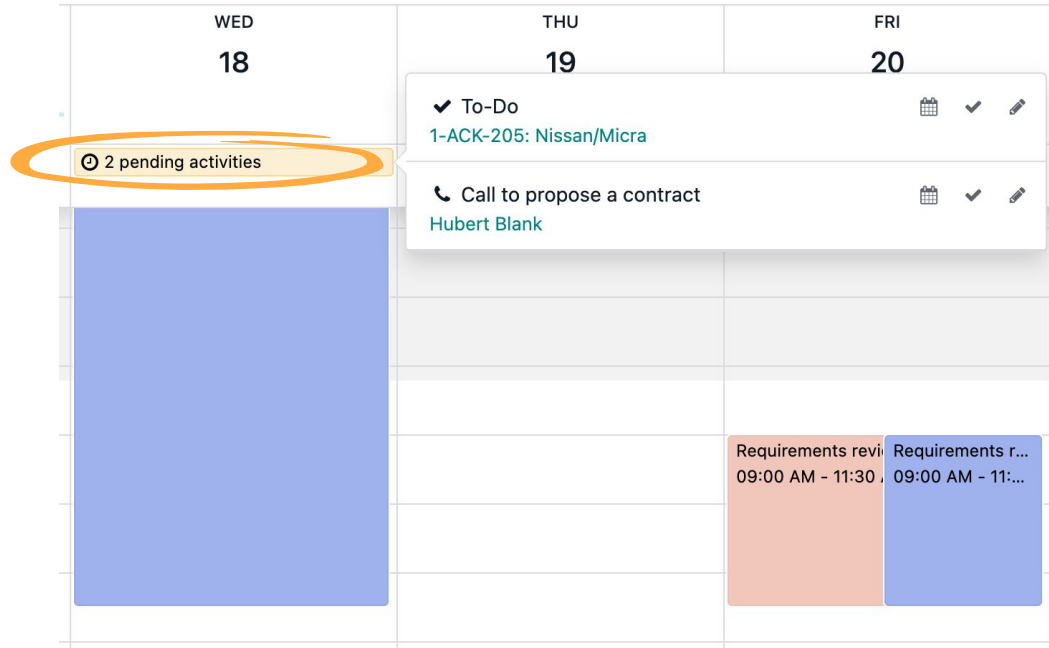 WED
THU
FRI
18
19
20
2 pending activities
To-Do
1-ACK-205: Nissan/Micra
Call to propose a contract
Hubert Blank
Requirements revi
09:00 AM - 11:30
Requirements r...
09:00 AM - 11:...